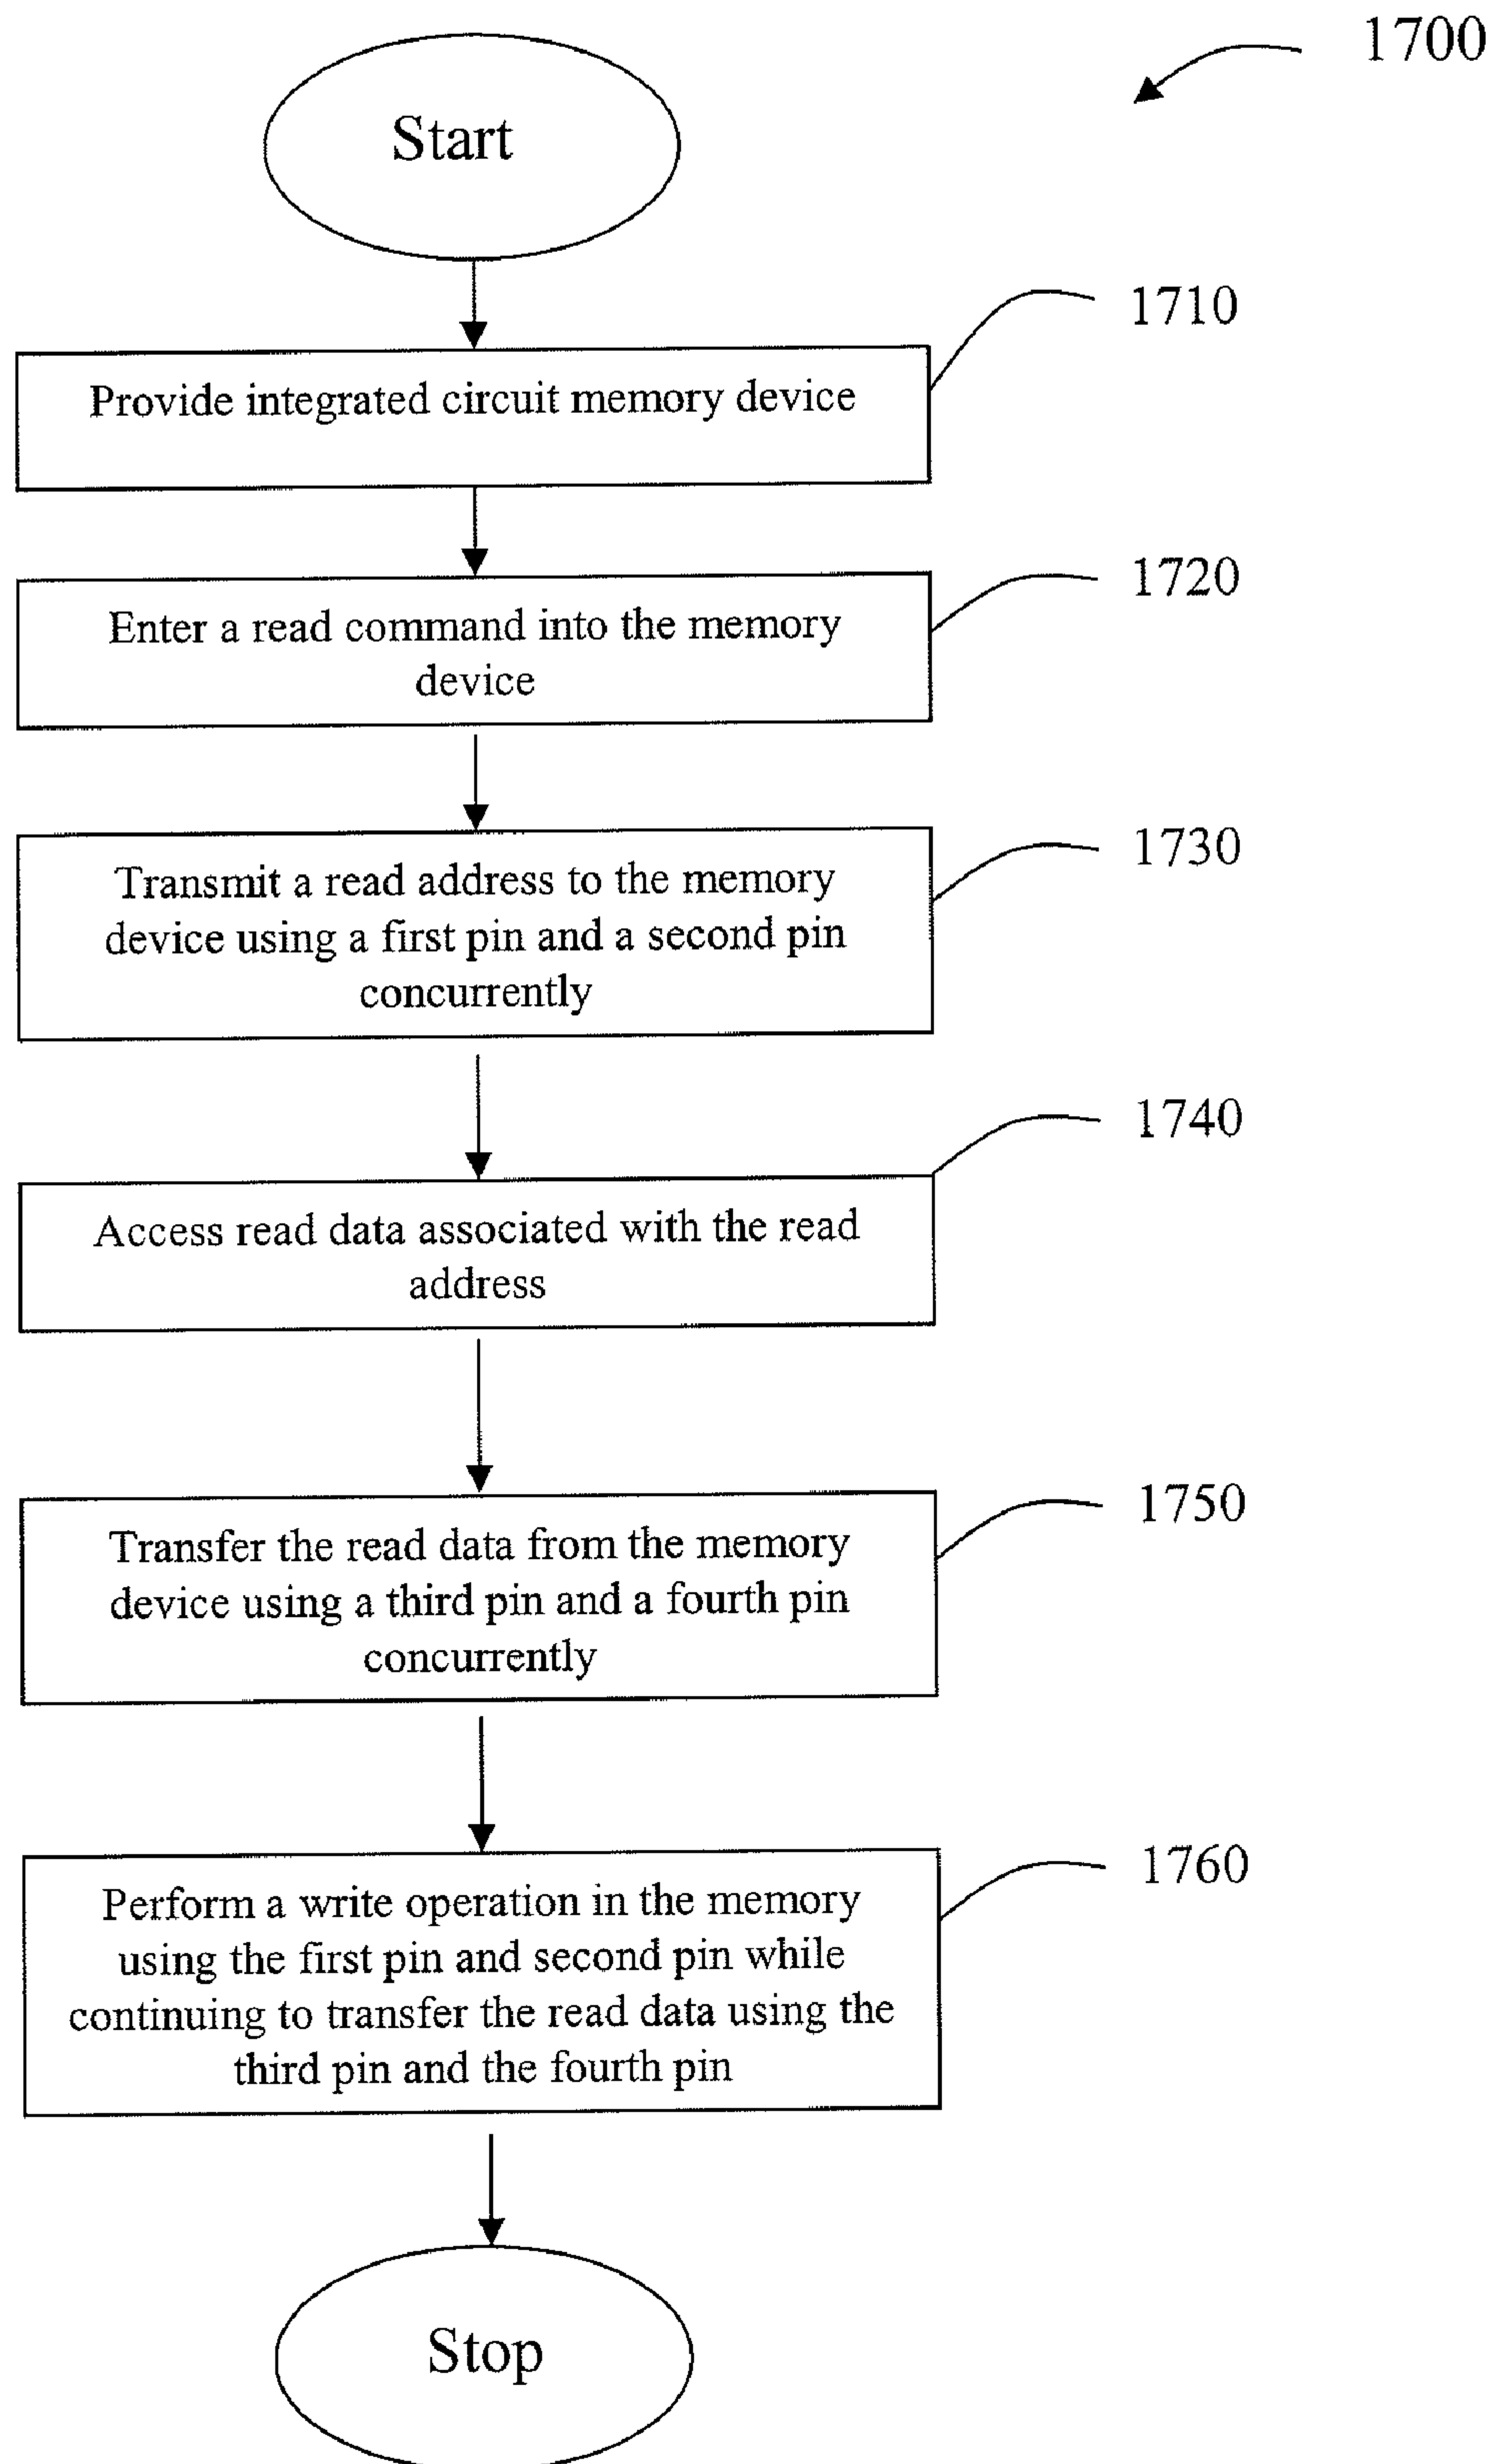 1700
Start
1710
Provide integrated circuit memory device
1720
Enter a read command into the memory
device
1730
Transmit a read address to the memory
device using a first pin and a second pin
concurrently
1740
Access read data associated with the read
address
1750
Transfer the read data from the memory
device using a third pin and a fourth pin
concurrently
1760
Perform a write operation in the memory
using the first pin and second pin while
continuing to transfer the read data using the
third pin and the fourth pin
Stop